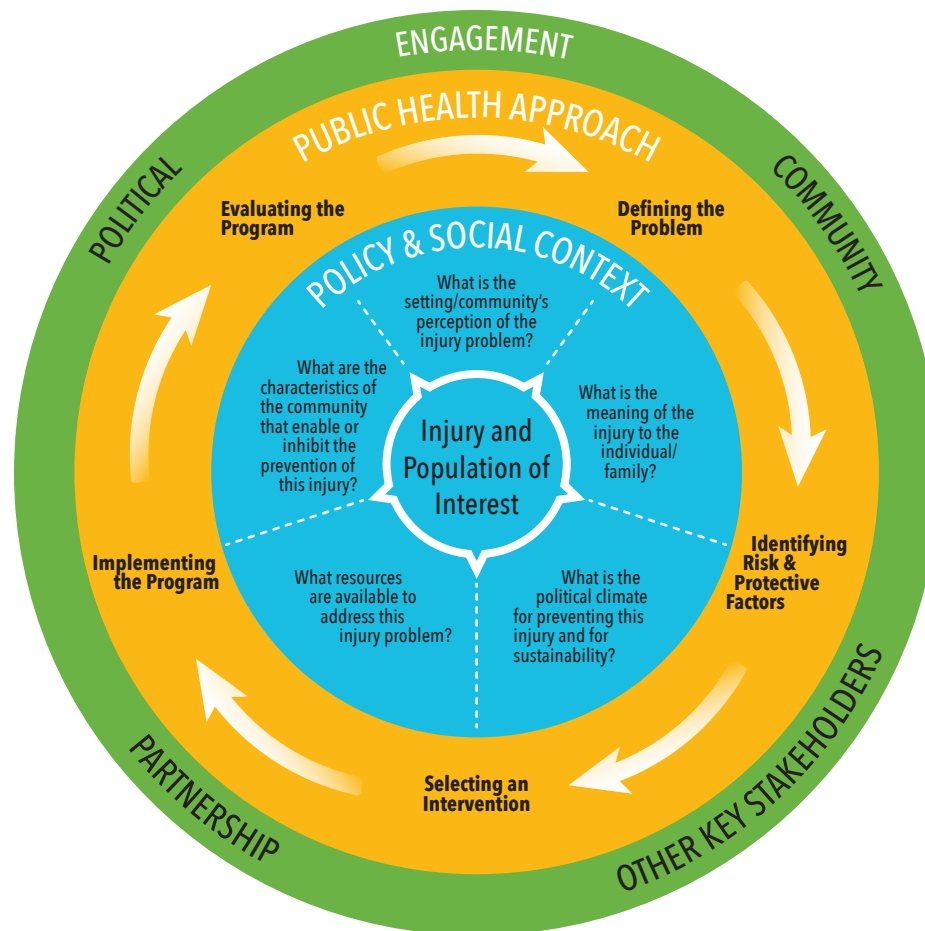 ENGAGEMENT
COMMUNITY
OTHER KEY STAKEHOLDERS
PARTNERSHIP
POLITICAL
PUBLIC HEALTH APPROACH
Defining the
Problem
Identifying
Risk &
Protective
Factors
Selecting an
Intervention
Implementing
the Program
Evaluating the
Program
POLICY & SOCIAL CONTEXT
What is the
setting/community’s
perception of the
injury problem?
What is the
meaning of the
injury to the
individual/
family?
What is the
political climate
for preventing this
injury and for
sustainability?
What resources
are available to
address this
injury problem?
What are the
characteristics of
the community
that enable or
inhibit the
prevention of
this injury?
Injury and
Population of
Interest